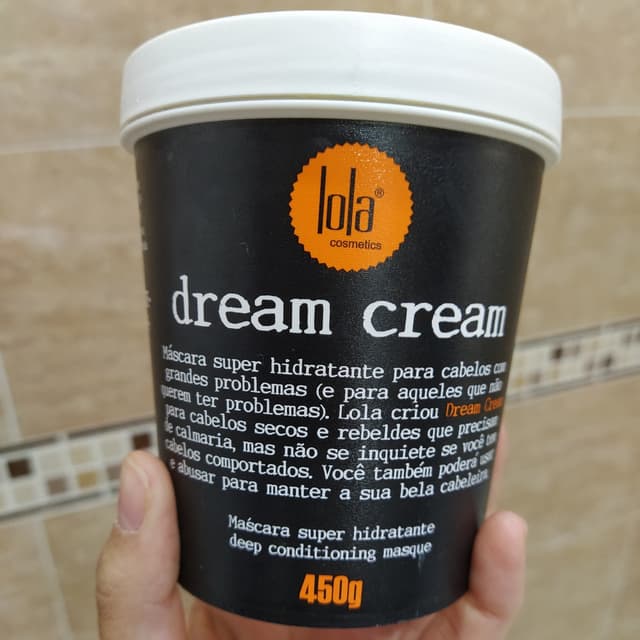 lola®
cosmetics
dream cream
Máscara super hidratante para cabelos com
grandes problemas (e para aqueles que não
querem ter problemas). Lola criou Dream Cream
para cabelos secos e rebeldes que precisam
de calmaria, mas não se inquiete se você tem
cabelos comportados. Você também poderá usar
e abusar para manter a sua bela cabeleira.
Máscara super hidratante
deep conditioning masque
450g